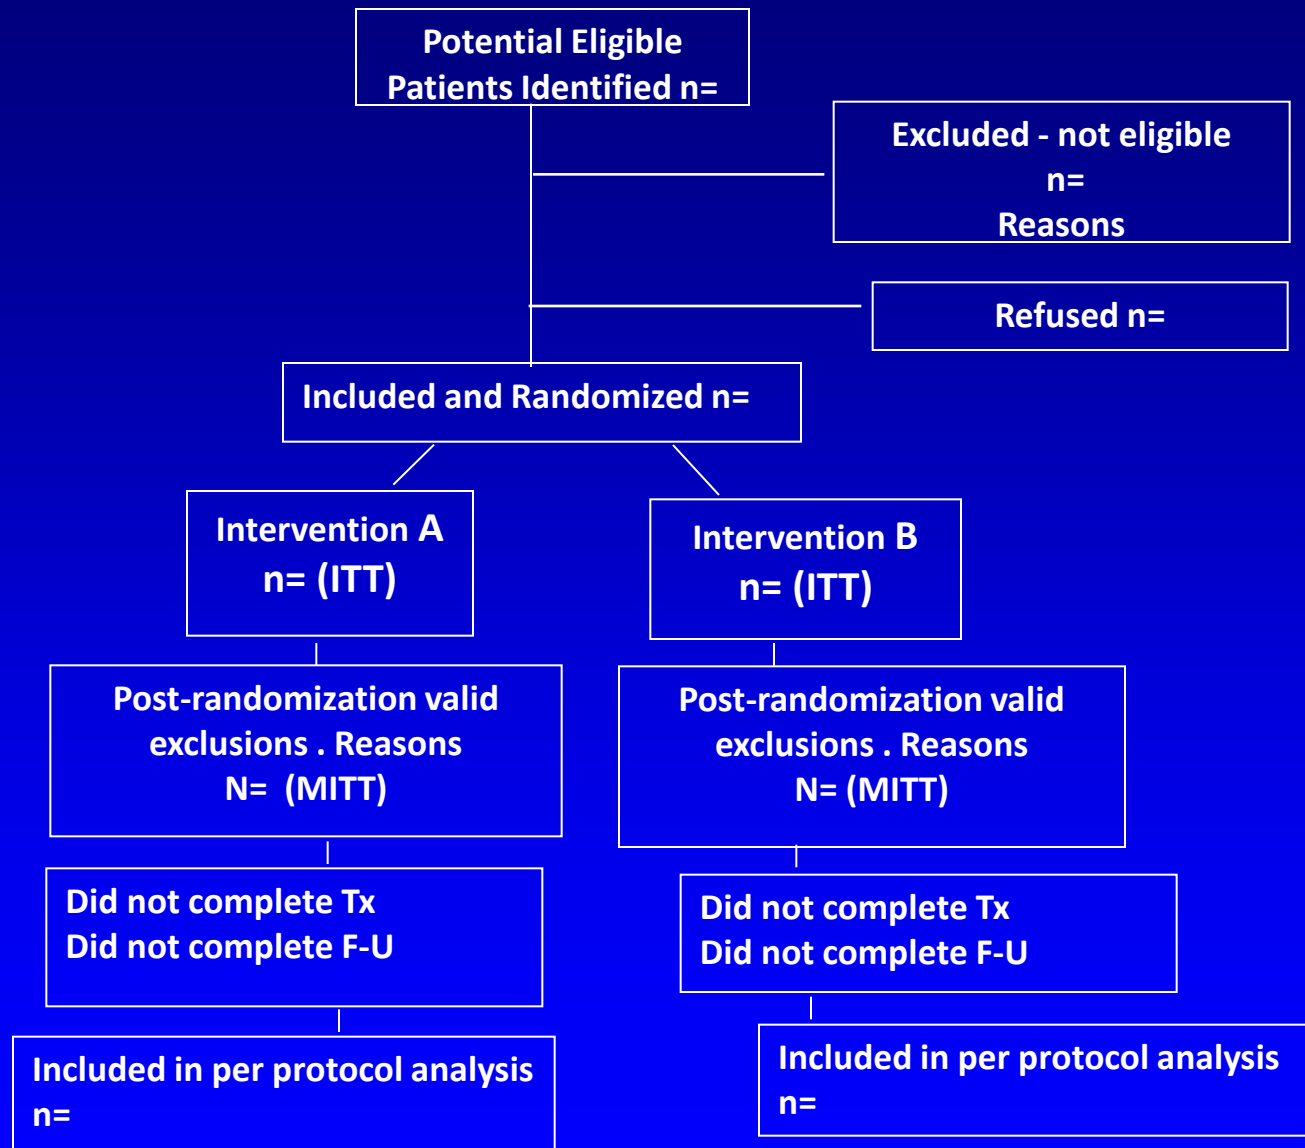 Potential Eligible
Patients Identified n=
Excluded - not eligible
n=
Reasons
Refused n=
Included and Randomized n=
Intervention A
n= (ITT)
Intervention B
n= (ITT)
Post-randomization valid
exclusions . Reasons
N=  (MITT)
Post-randomization valid
exclusions . Reasons
N= (MITT)
Did not complete Tx
Did not complete F-U
Did not complete Tx
Did not complete F-U
Included in per protocol analysis
n=
Included in per protocol analysis
n=